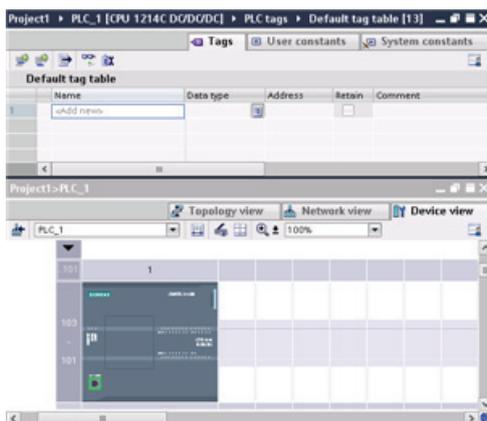 Project1 ▸ PLC_1 [CPU 1214C DC/DC/DC] ▸ PLC tags ▸ Default tag table [13]
Tags User constants System constants
Default tag table
Name Data type Address Retain Comment
1 <Add new>
Project1>PLC_1
Topology view Network view Device view
PLC_1 100%
101 1
SIEMENS
103
101